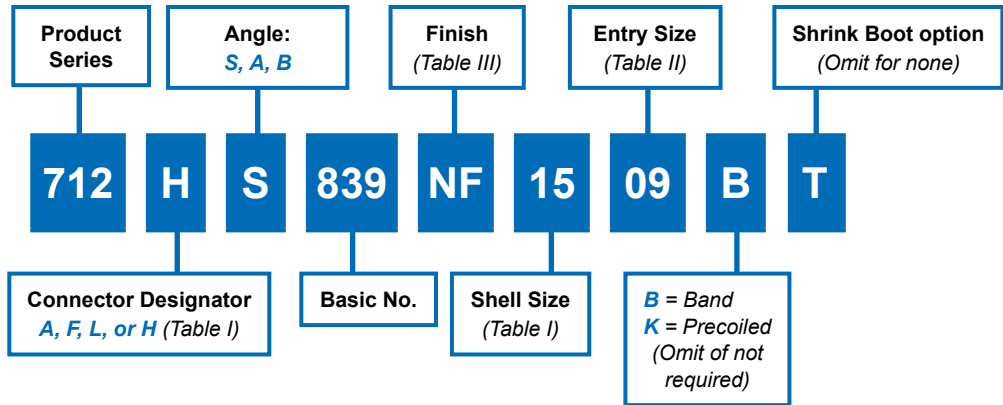 Product
Series
Angle:
S, A, B
Finish
(Table III)
Entry Size
(Table II)
Shrink Boot option
(Omit for none)
712 H S 839 NF 15 09 B T
Connector Designator
A, F, L, or H (Table I)
Basic No.
Shell Size
(Table I)
B = Band
K = Precoiled
(Omit of not
required)